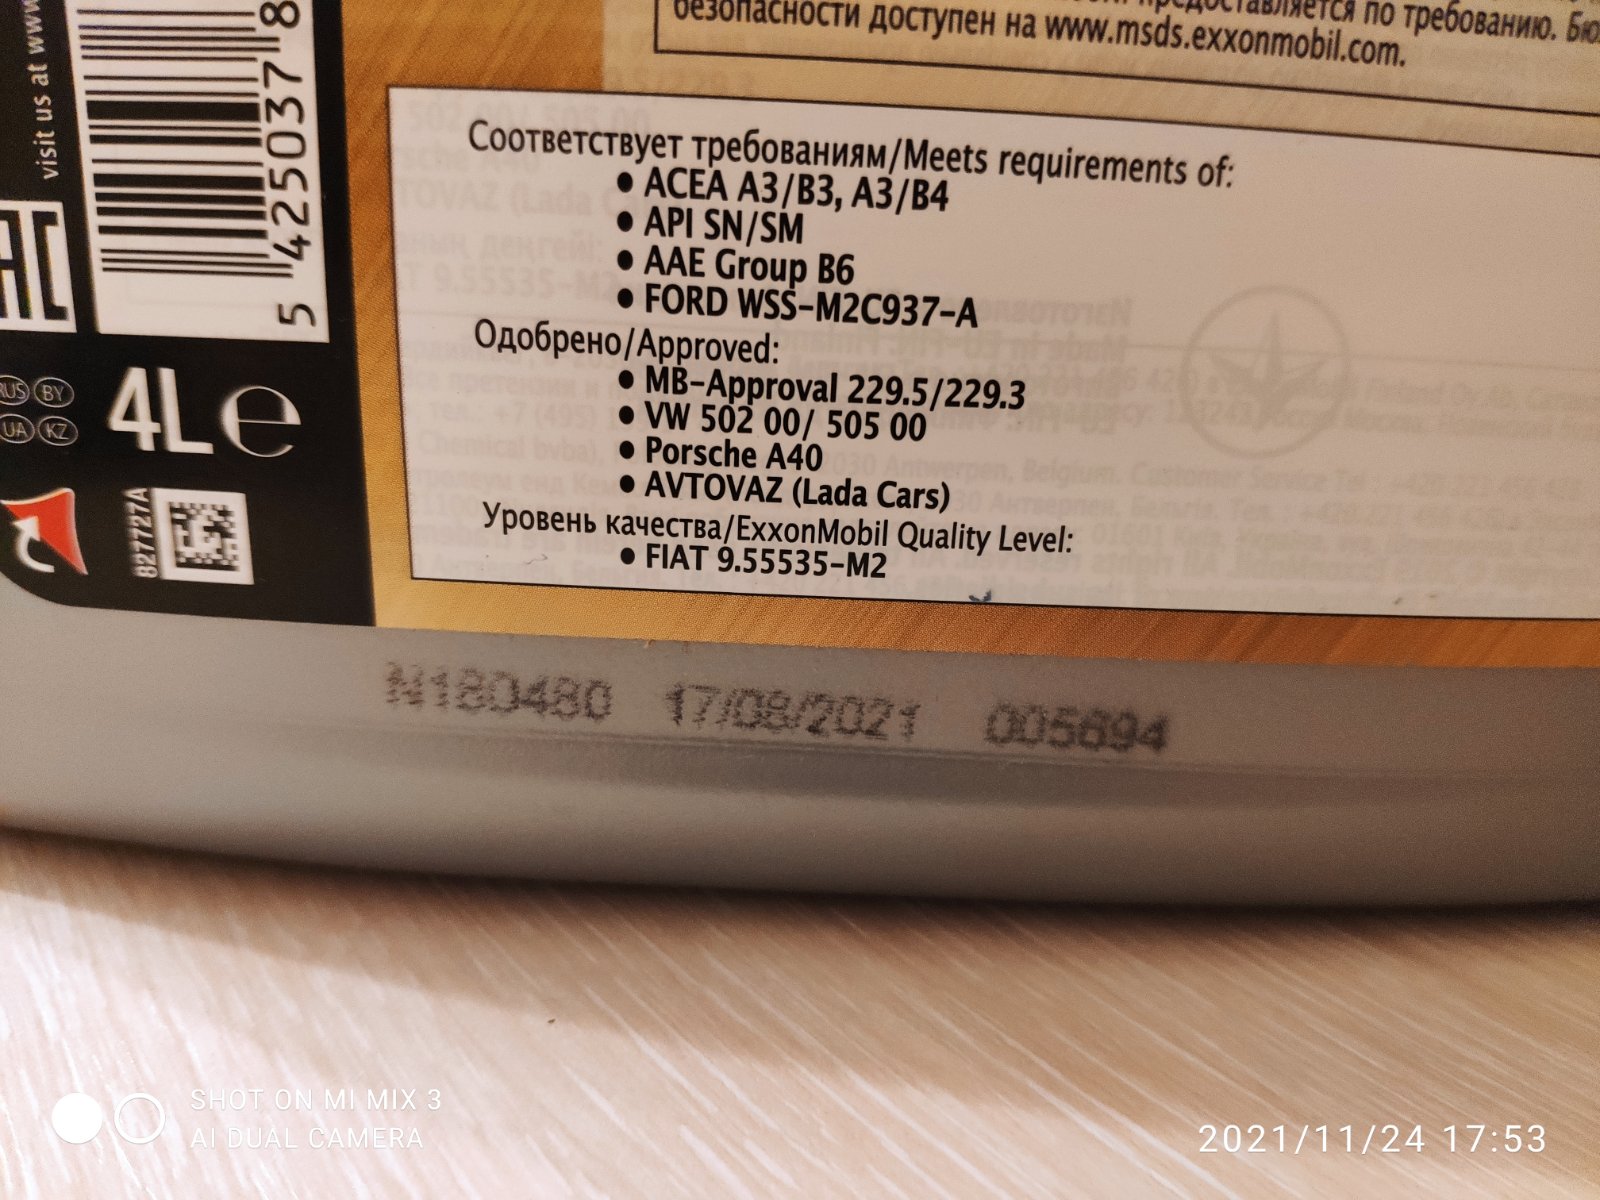 предоставляется по требованию.
безопасности доступен на www.msds.exxonmobil.com.
visit us at
5 425037 8
Соответствует требованиям/Meets requirements of:
• ACEA A3/B3, A3/B4
• API SN/SM
• AAE Group B6
• FORD WSS-M2C937-A
Одобрено/Approved:
• MB-Approval 229.5/229.3
• VW 502 00/ 505 00
• Porsche A40
• AVTOVAZ (Lada Cars)
Уровень качества/ExxonMobil Quality Level:
• FIAT 9.55535-M2
RUS BY
UA KZ
4L e
827727A
N180480 17/08/2021 005694
SHOT ON MI MIX 3
AI DUAL CAMERA
2021/11/24 17:53